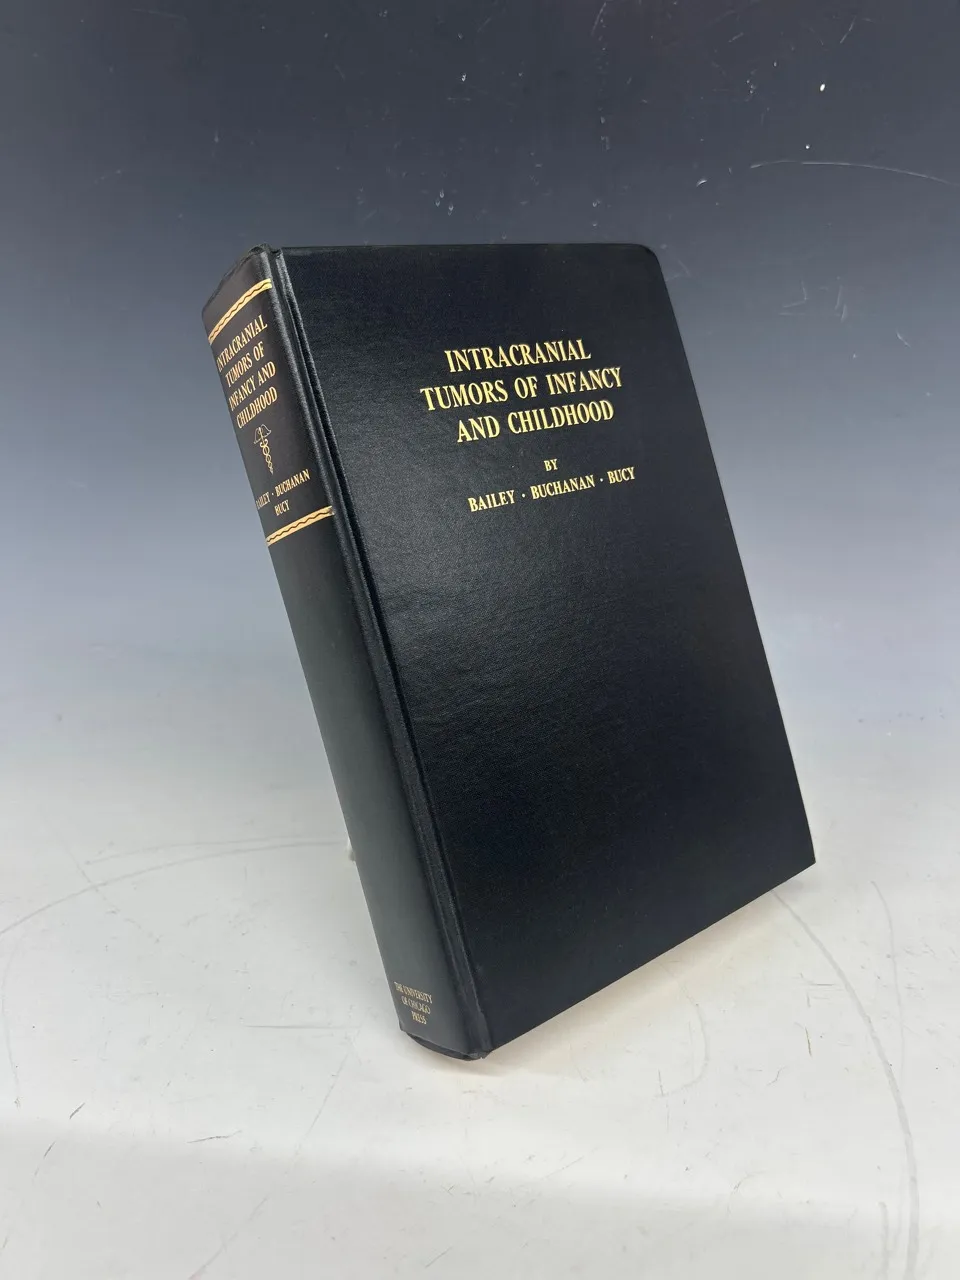 INTRACRANIAL
TUMORS OF
INFANCY AND
CHILDHOOD
BAILEY · BUCHANAN
BUCY
THE UNIVERSITY
OF CHICAGO
PRESS
INTRACRANIAL
TUMORS OF INFANCY
AND CHILDHOOD
BY
BAILEY · BUCHANAN · BUCY